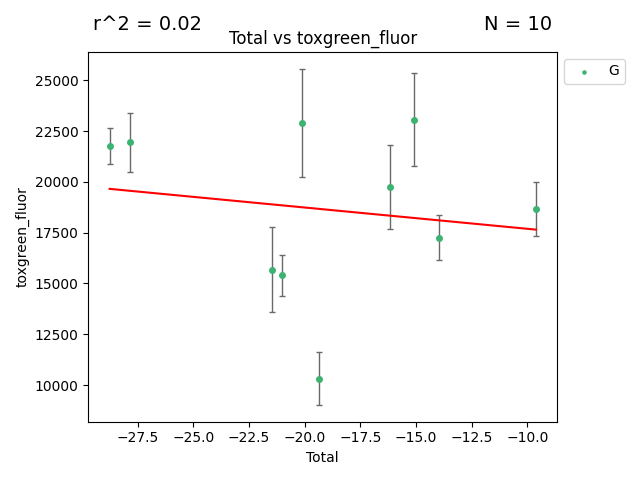 r^2 = 0.02
N = 10
Total vs toxgreen_fluor
G
25000
22500
20000
17500
15000
12500
10000
toxgreen_fluor
−27.5 −25.0 −22.5 −20.0 −17.5 −15.0 −12.5 −10.0
Total